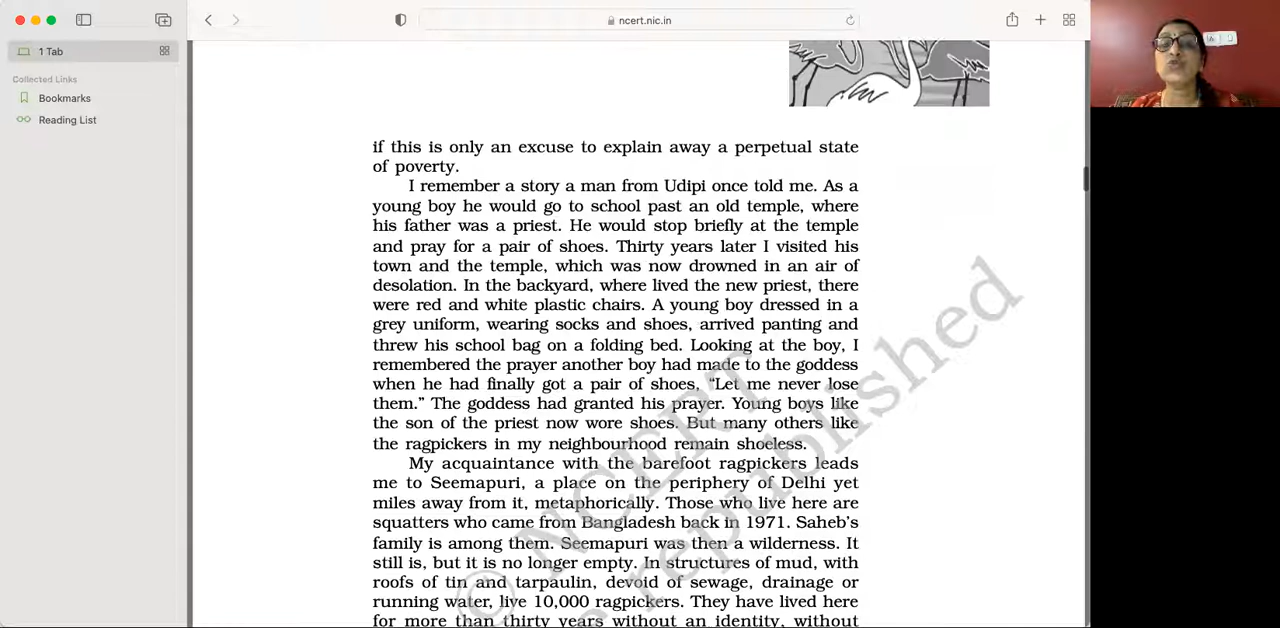 ncert.nic.in
1 Tab
Collected Links
Bookmarks
Reading List
if this is only an excuse to explain away a perpetual state
of poverty.
I remember a story a man from Udipi once told me. As a
young boy he would go to school past an old temple, where
his father was a priest. He would stop briefly at the temple
and pray for a pair of shoes. Thirty years later I visited his
town and the temple, which was now drowned in an air of
desolation. In the backyard, where lived the new priest, there
were red and white plastic chairs. A young boy dressed in a
grey uniform, wearing socks and shoes, arrived panting and
threw his school bag on a folding bed. Looking at the boy, I
remembered the prayer another boy had made to the goddess
when he had finally got a pair of shoes, “Let me never lose
them.” The goddess had granted his prayer. Young boys like
the son of the priest now wore shoes. But many others like
the ragpickers in my neighbourhood remain shoeless.
My acquaintance with the barefoot ragpickers leads
me to Seemapuri, a place on the periphery of Delhi yet
miles away from it, metaphorically. Those who live here are
squatters who came from Bangladesh back in 1971. Saheb’s
family is among them. Seemapuri was then a wilderness. It
still is, but it is no longer empty. In structures of mud, with
roofs of tin and tarpaulin, devoid of sewage, drainage or
running water, live 10,000 ragpickers. They have lived here
for more than thirty years without an identity, without
© NCERT
republished